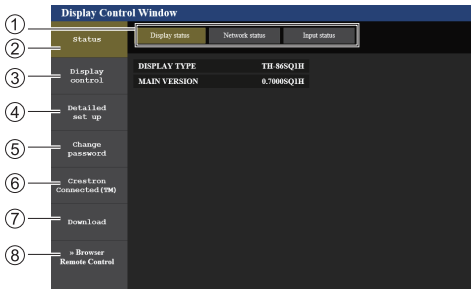 Display Control Window
①
②
③
④
⑤
⑥
⑦
⑧
Status
Display
control
Detailed
set up
Change
password
Crestron
Connected(TM)
Download
» Browser
Remote Control
Display status Network status Input status
DISPLAY TYPE TH-86SQ1H
MAIN VERSION 0.7000SQ1H